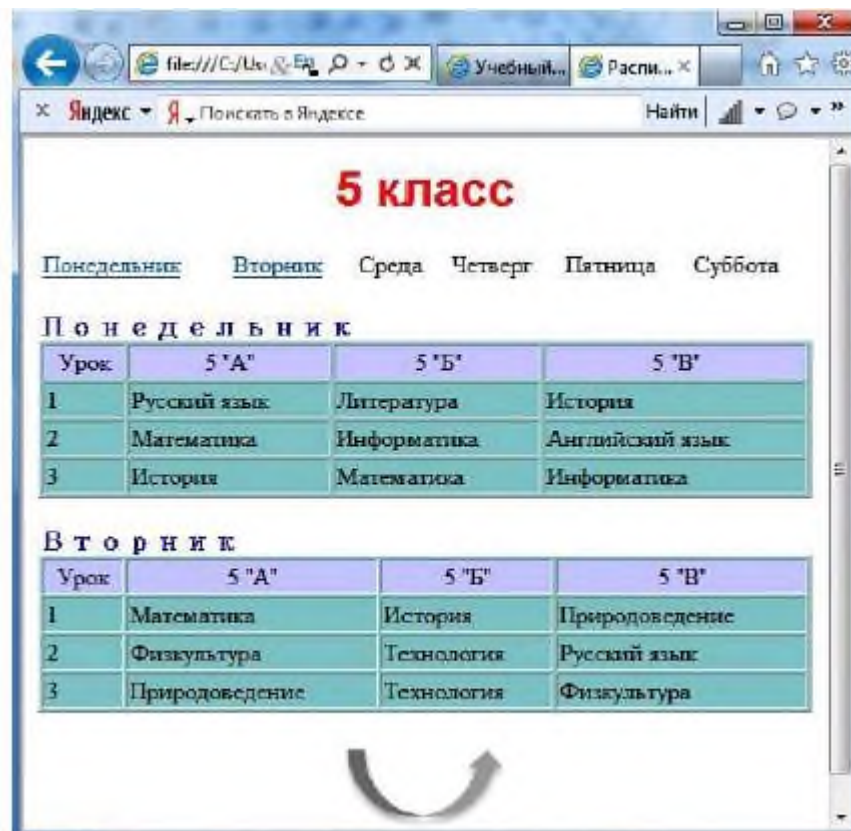 file:///C:/Us
Учебный...
Распи...
Яндекс Я Поискать в Яндексе Найти
5 класс
Понедельник Вторник Среда Четверг Пятница Суббота
Понедельник
Урок 5 "А" 5 "Б" 5 "В"
1 Русский язык Литература История
2 Математика Информатика Английский язык
3 История Математика Информатика
Вторник
Урок 5 "А" 5 "Б" 5 "В"
1 Математика История Природоведение
2 Физкультура Технология Русский язык
3 Природоведение Технология Физкультура